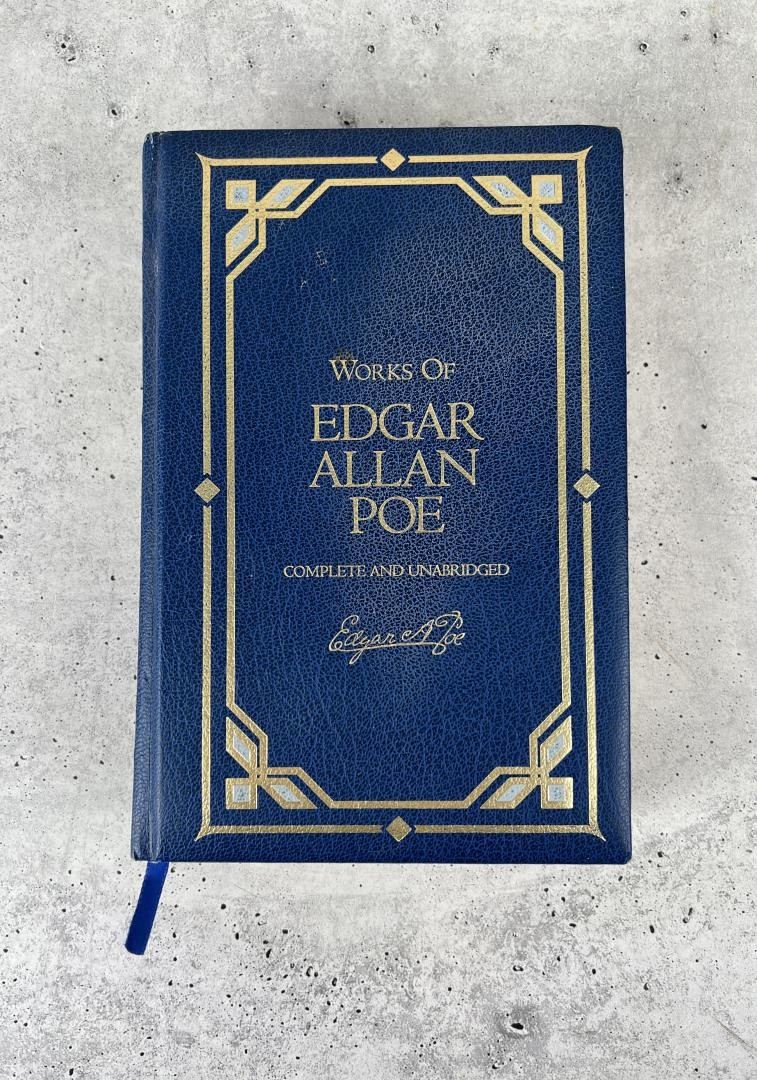 WORKS OF
EDGAR
ALLAN
POE
COMPLETE AND UNABRIDGED
Edgar A Poe